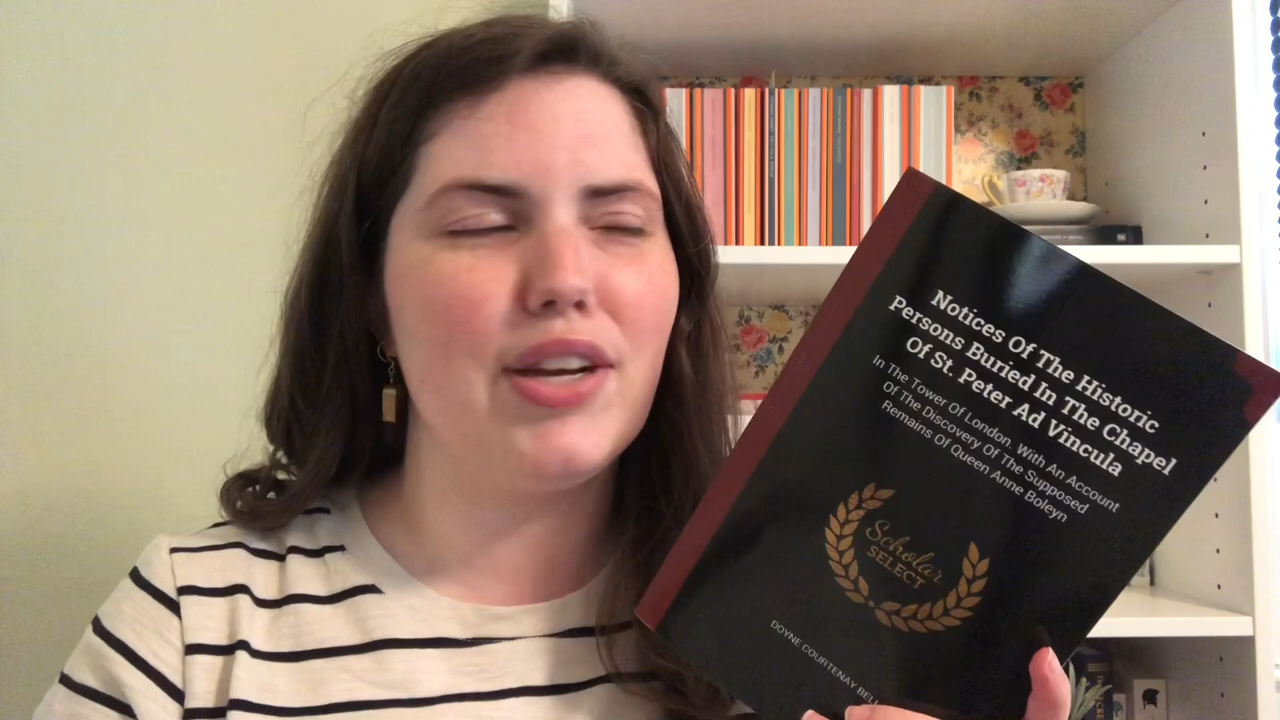 Notices Of The Historic
Persons Buried In The Chapel
Of St. Peter Ad Vincula
In The Tower Of London. With An Account
Of The Discovery Of The Supposed
Remains Of Queen Anne Boleyn
Scholar
SELECT
DOYNE COURTENAY BELL